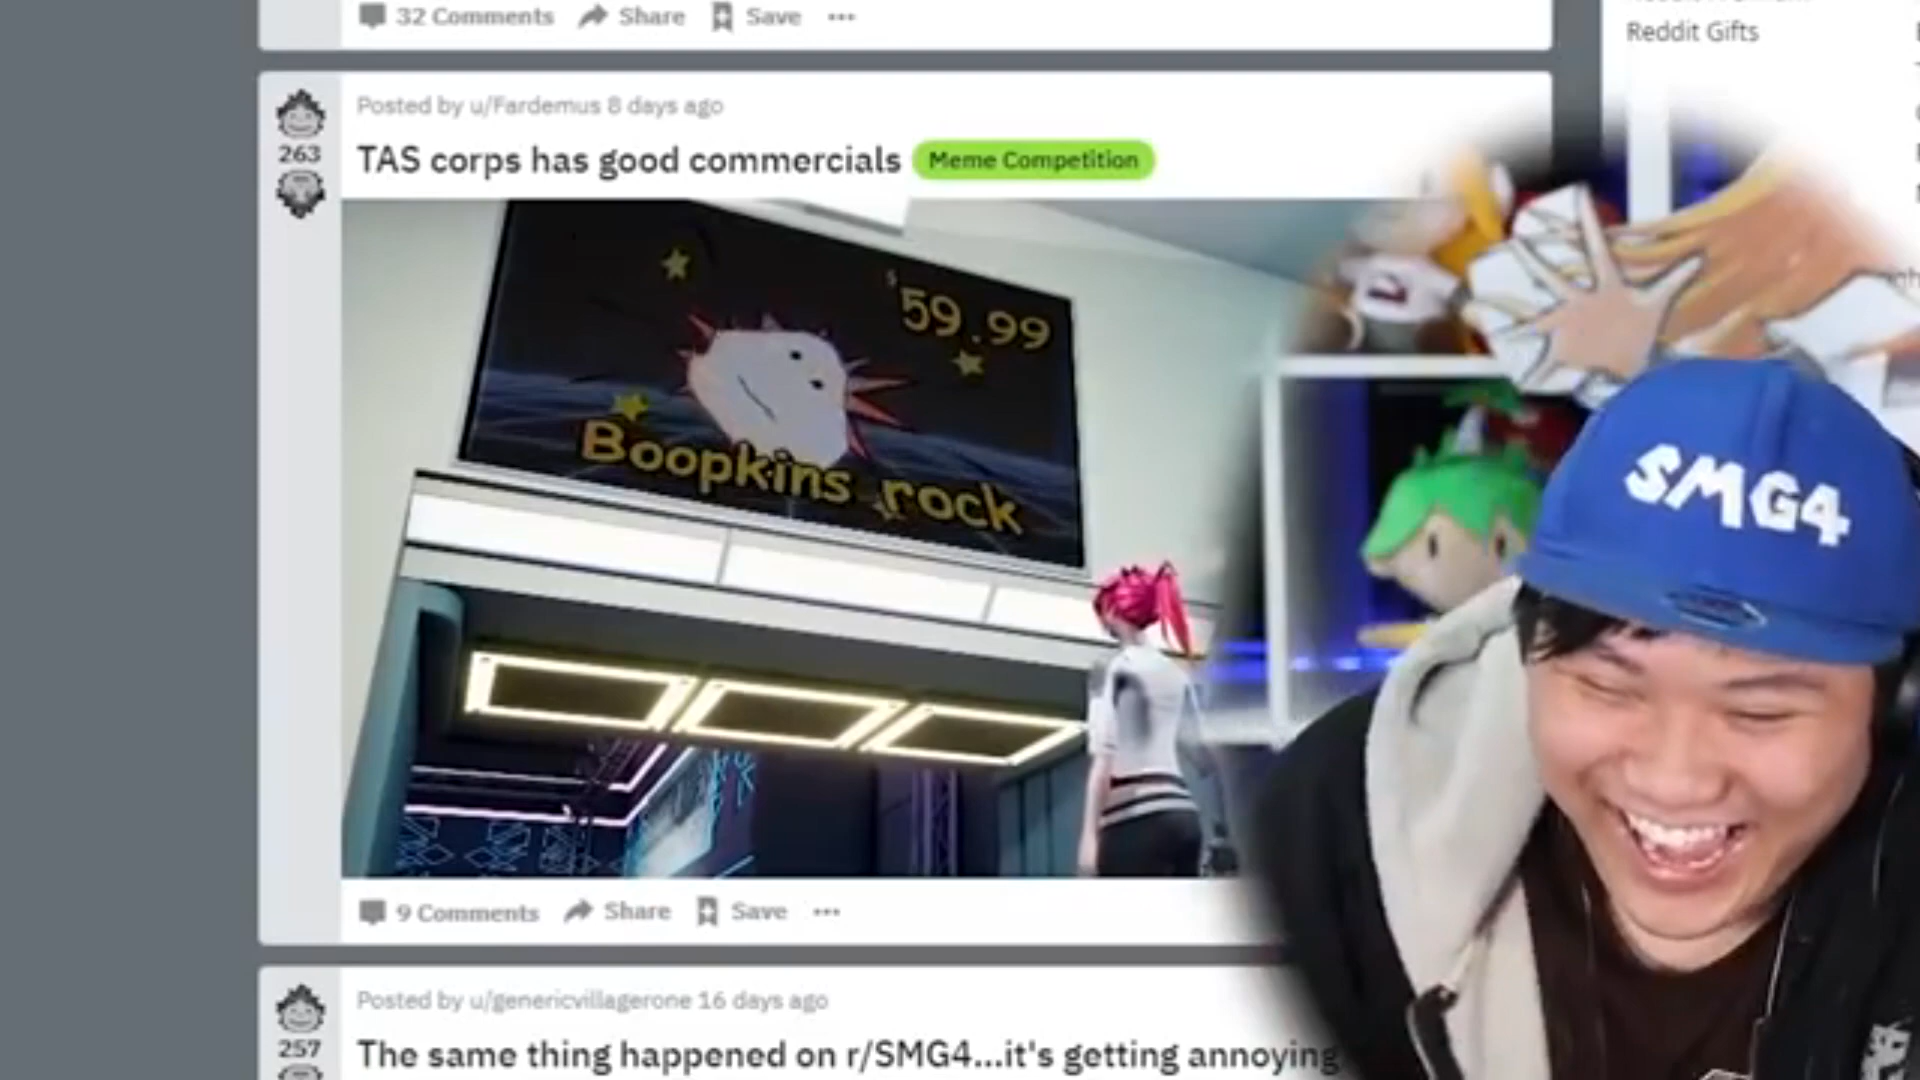 32 Comments Share Save
Reddit Gifts
Posted by u/Fardemus 8 days ago
263
TAS corps has good commercials Meme Competition
$59.99
Boopkins rock
SMG4
9 Comments Share Save
Posted by u/genericvillagerone 16 days ago
257
The same thing happened on r/SMG4...it's getting annoying